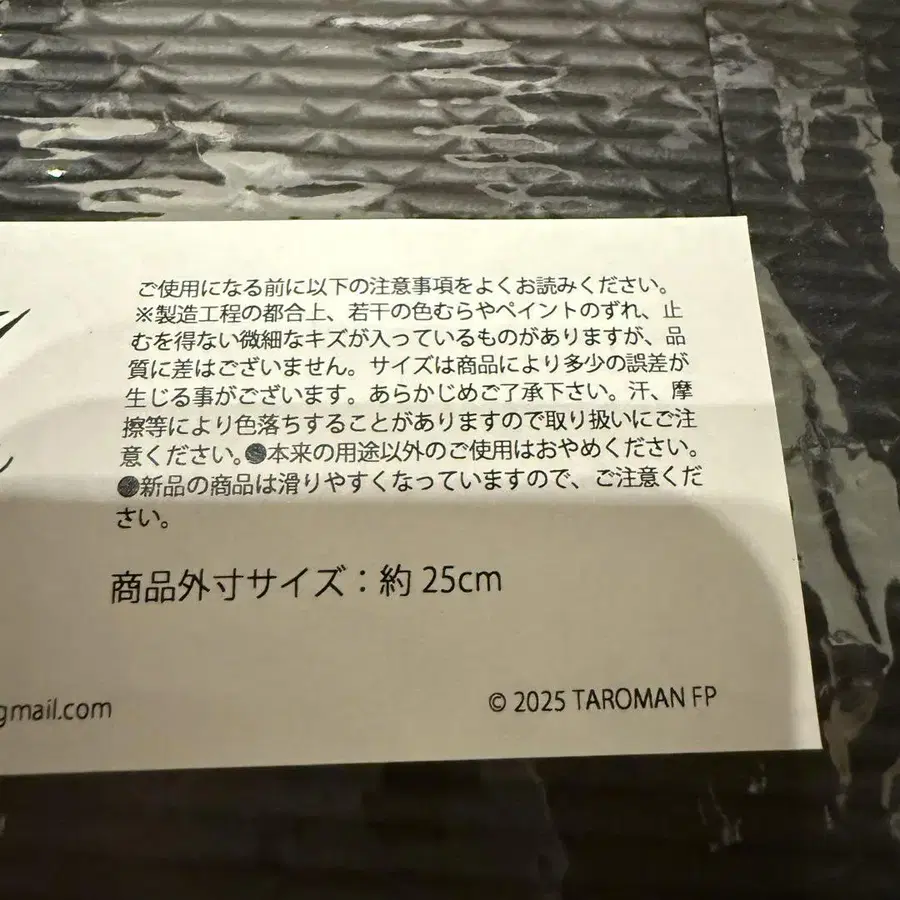 ご使用になる前に以下の注意事項をよくお読みください。
※製造工程の都合上、若干の色むらやペイントのずれ、止
むを得ない微細なキズが入っているものがありますが、品
質に差はございません。サイズは商品により多少の誤差が
生じる事がございます。あらかじめご了承下さい。汗、摩
擦等により色落ちすることがありますので取り扱いにご注
意ください。●本来の用途以外のご使用はおやめください。
●新品の商品は滑りやすくなっていますので、ご注意くだ
さい。
商品外寸サイズ：約 25cm
gmail.com
© 2025 TAROMAN FP